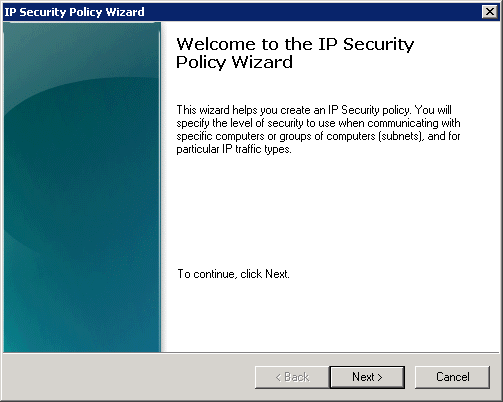 IP Security Policy Wizard
Welcome to the IP Security
Policy Wizard
This wizard helps you create an IP Security policy. You will
specify the level of security to use when communicating with
specific computers or groups of computers (subnets), and for
particular IP traffic types.
To continue, click Next.
< Back
Next >
Cancel